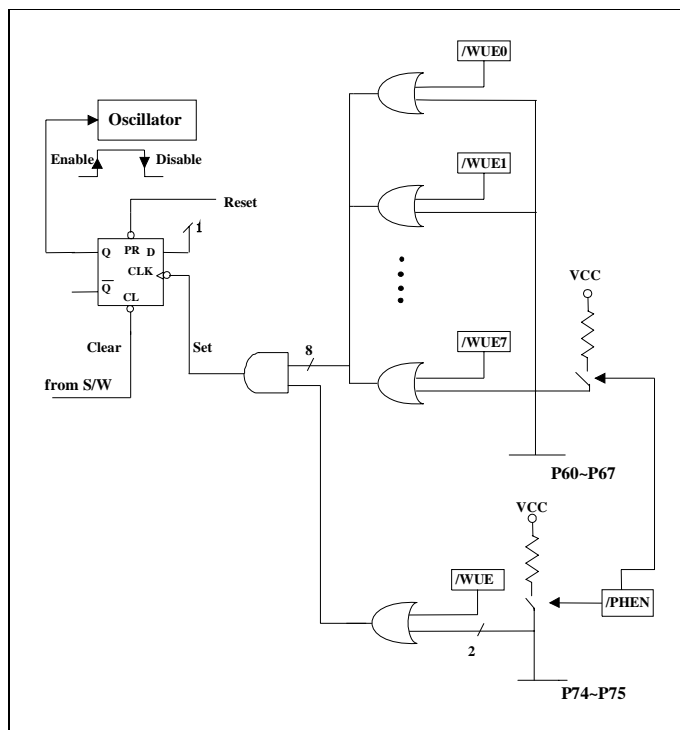 /WUE0
Oscillator
Enable
Disable
/WUE1
Reset
1
Q
PR
D
CLK
Q
CL
VCC
Clear
Set
8
/WUE7
from S/W
P60~P67
VCC
/WUE
/PHEN
2
P74~P75